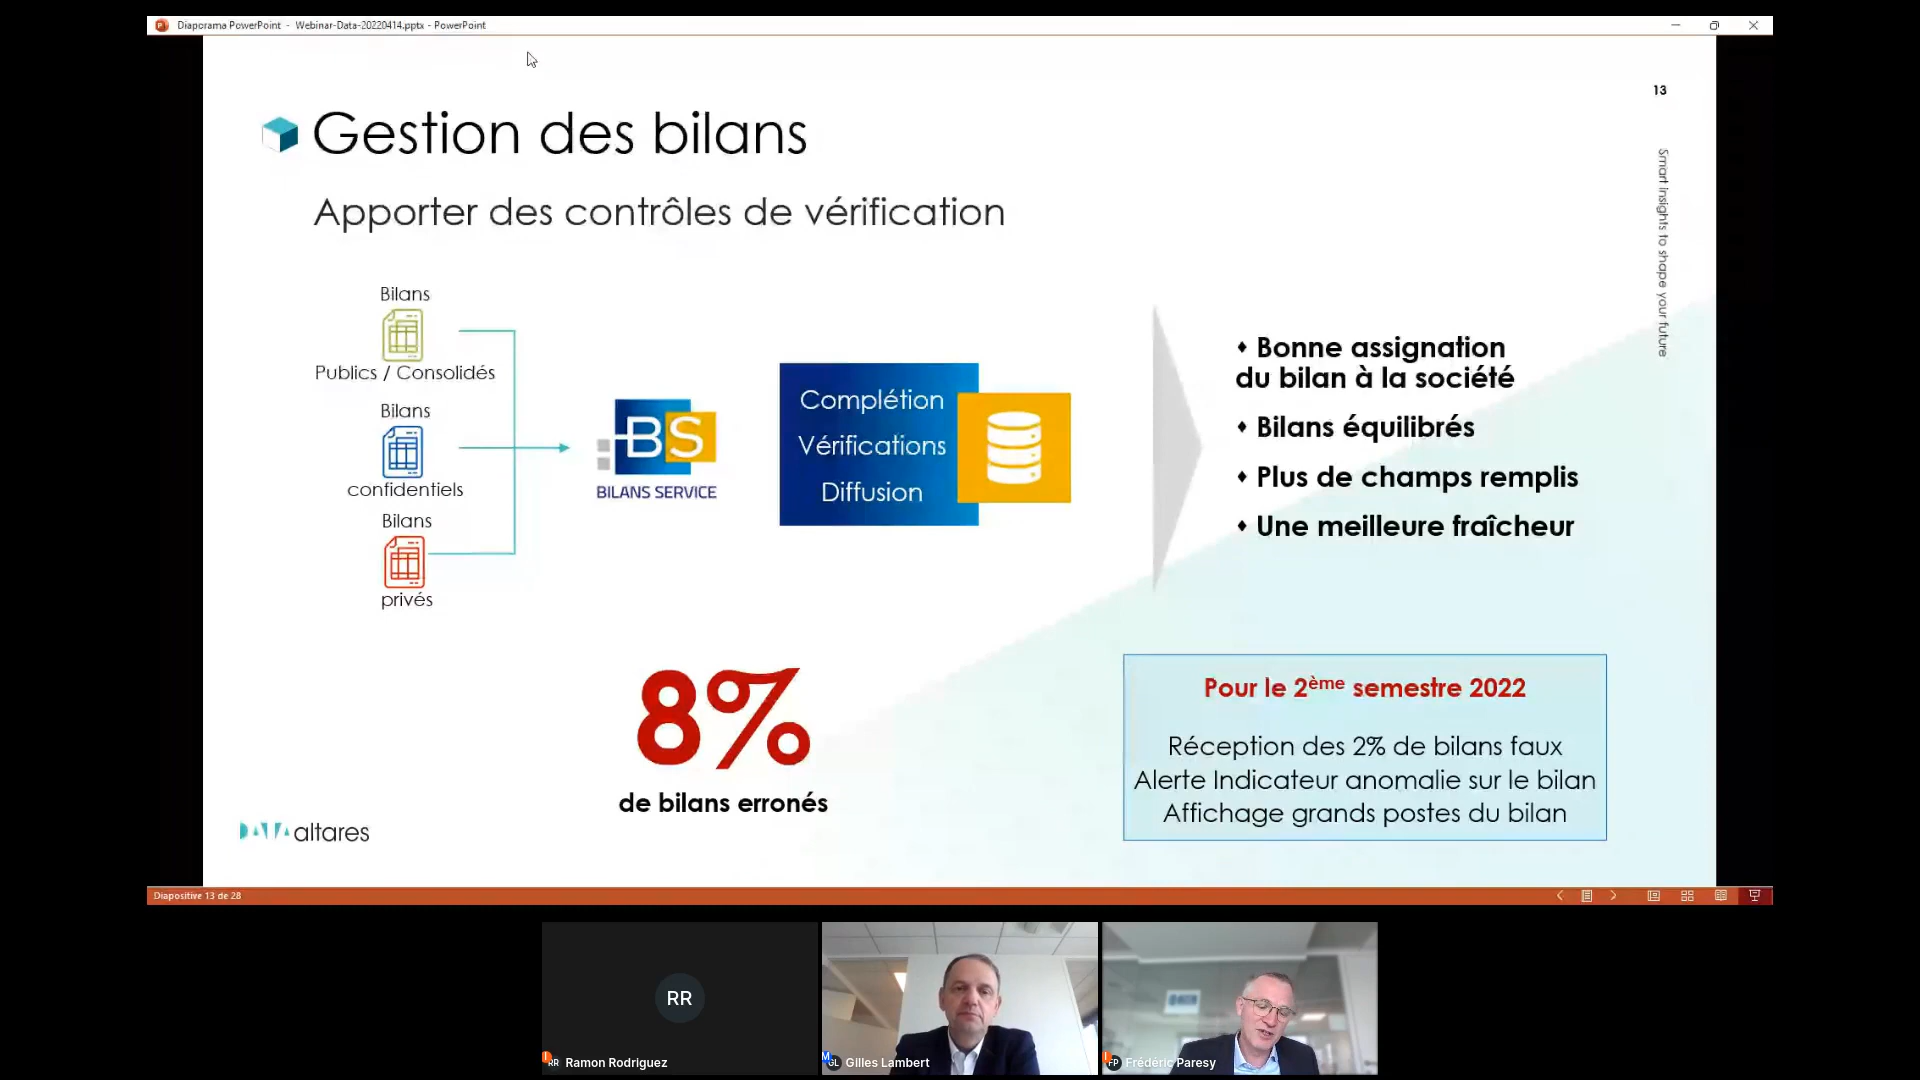 Diaporama PowerPoint - Webinar-Data-20220414.pptx - PowerPoint
13
Gestion des bilans
Apporter des contrôles de vérification
Smart insights to shape your future
Bilans
Publics / Consolidés
Bilans
confidentiels
Bilans
privés
BS
BILANS SERVICE
Complétion
Vérifications
Diffusion
♦ Bonne assignation
du bilan à la société
♦ Bilans équilibrés
♦ Plus de champs remplis
♦ Une meilleure fraîcheur
8%
de bilans erronés
Pour le 2ème semestre 2022
Réception des 2% de bilans faux
Alerte Indicateur anomalie sur le bilan
Affichage grands postes du bilan
DATA altares
Diapositive 13 de 28
RR
RR Ramon Rodriguez
GL Gilles Lambert
FP Frédéric Paresy